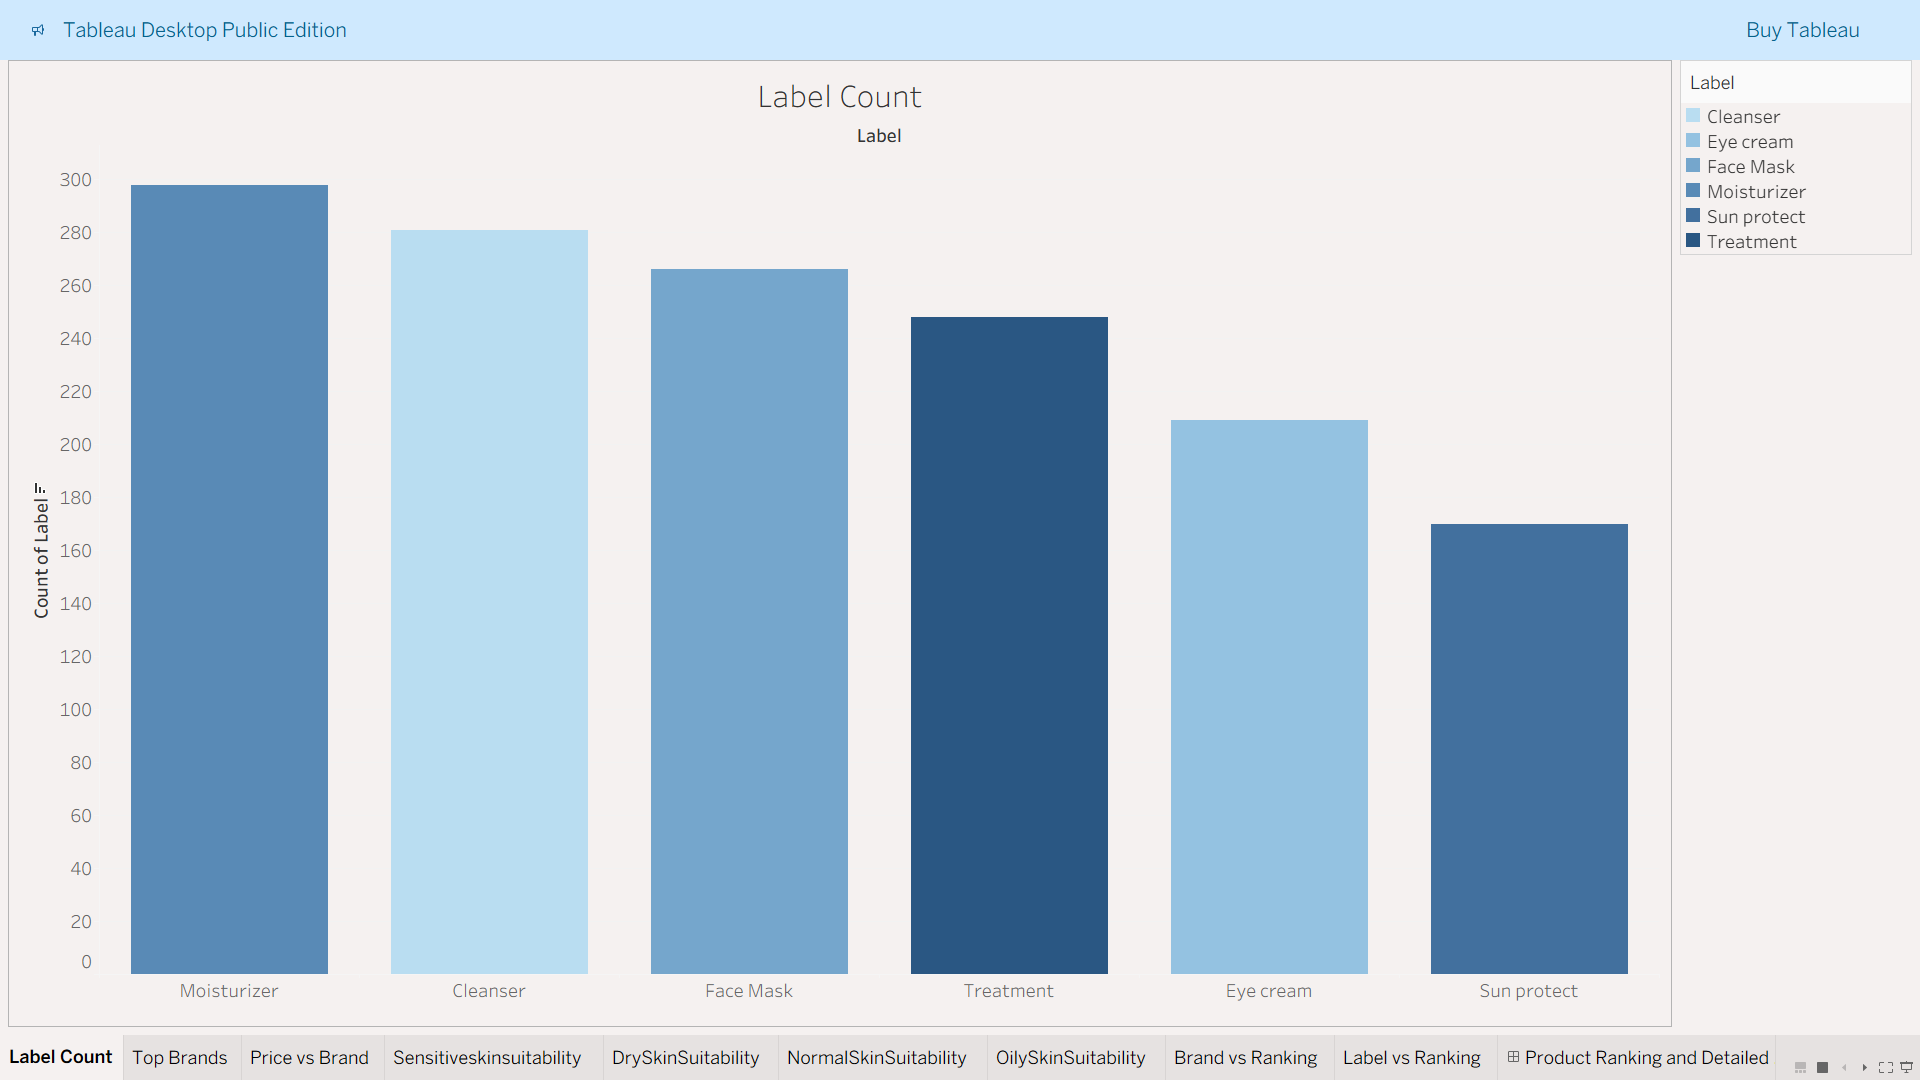 Tableau Desktop Public Edition
Buy Tableau
Label Count
Label
300
280
260
240
220
200
180
160
140
120
100
80
60
40
20
0
Count of Label
Moisturizer
Cleanser
Face Mask
Treatment
Eye cream
Sun protect
Label
Cleanser
Eye cream
Face Mask
Moisturizer
Sun protect
Treatment
Label Count
Top Brands
Price vs Brand
Sensitiveskinsuitability
DrySkinSuitability
NormalSkinSuitability
OilySkinSuitability
Brand vs Ranking
Label vs Ranking
Product Ranking and Detailed